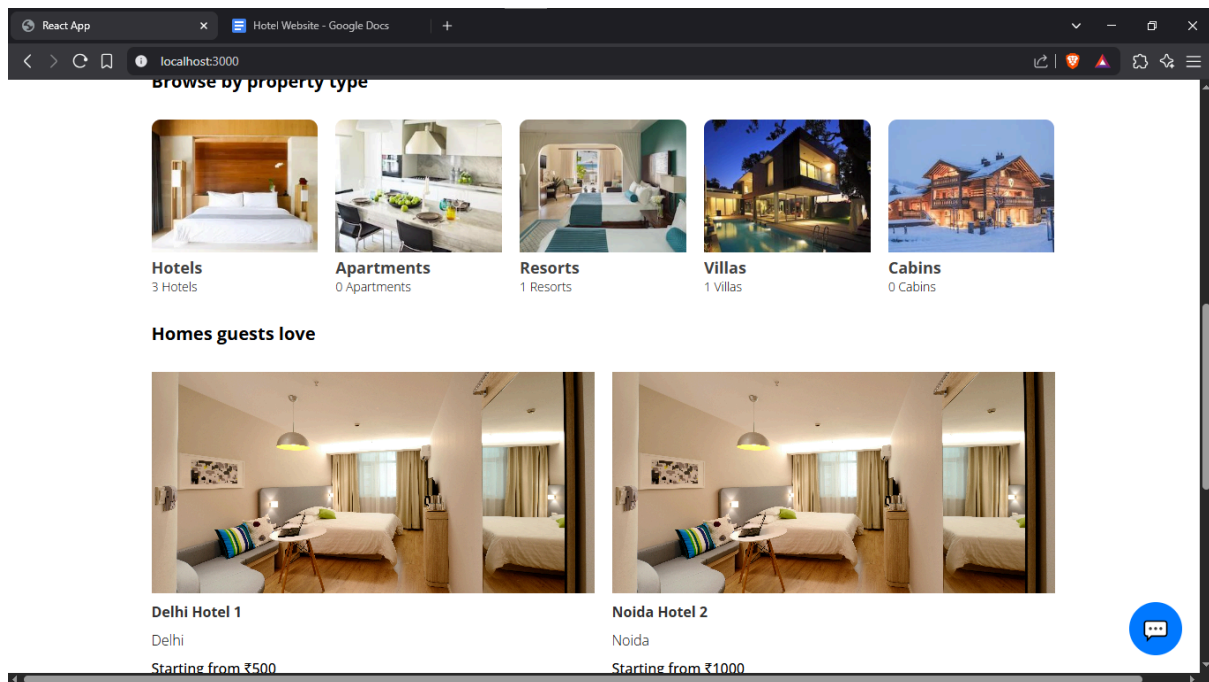 React App
Hotel Website - Google Docs
localhost:3000
Browse by property type
Hotels
3 Hotels
Apartments
0 Apartments
Resorts
1 Resorts
Villas
1 Villas
Cabins
0 Cabins
Homes guests love
Delhi Hotel 1
Delhi
Starting from ₹500
Noida Hotel 2
Noida
Starting from ₹1000